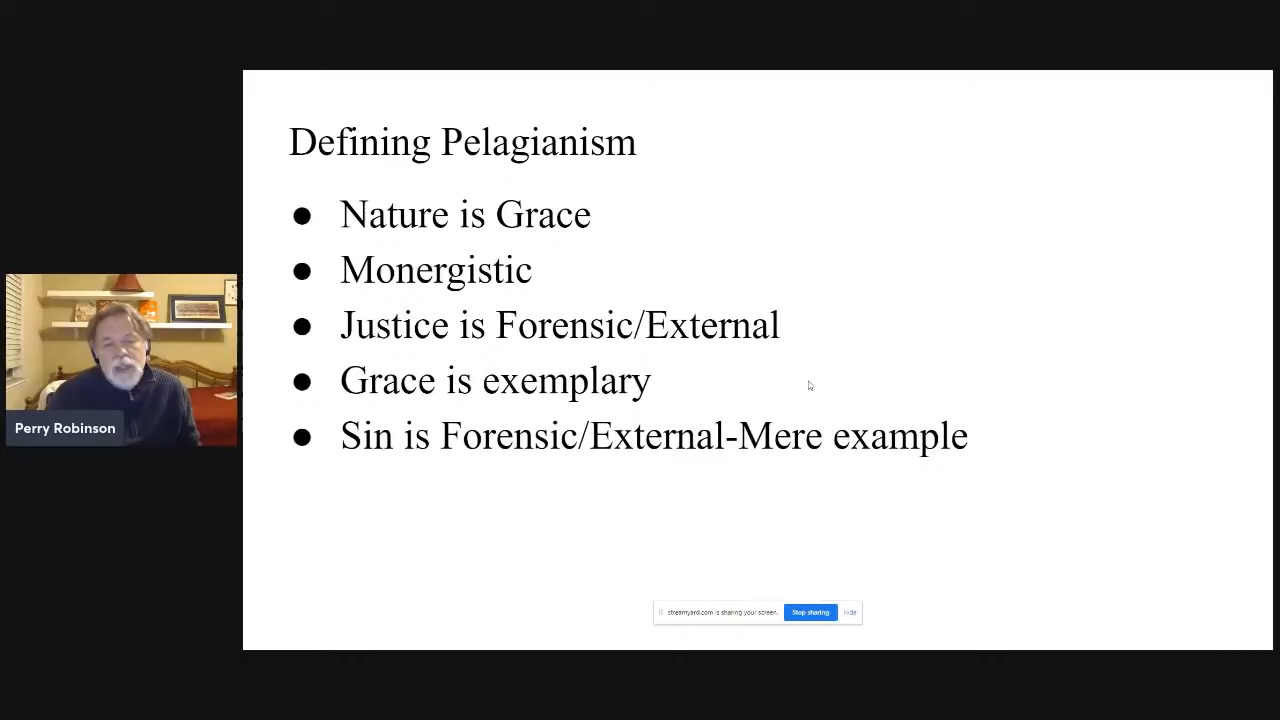 Defining Pelagianism
● Nature is Grace
● Monergistic
● Justice is Forensic/External
● Grace is exemplary
● Sin is Forensic/External-Mere example
Perry Robinson
streamyard.com is sharing your screen.
Stop sharing
Hide